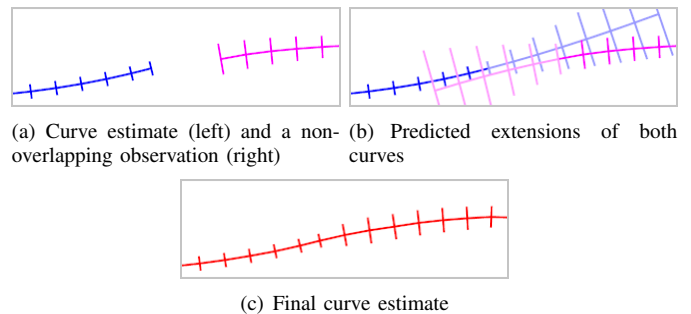 (a) Curve estimate (left) and a non-
overlapping observation (right)
(b) Predicted extensions of both
curves
(c) Final curve estimate